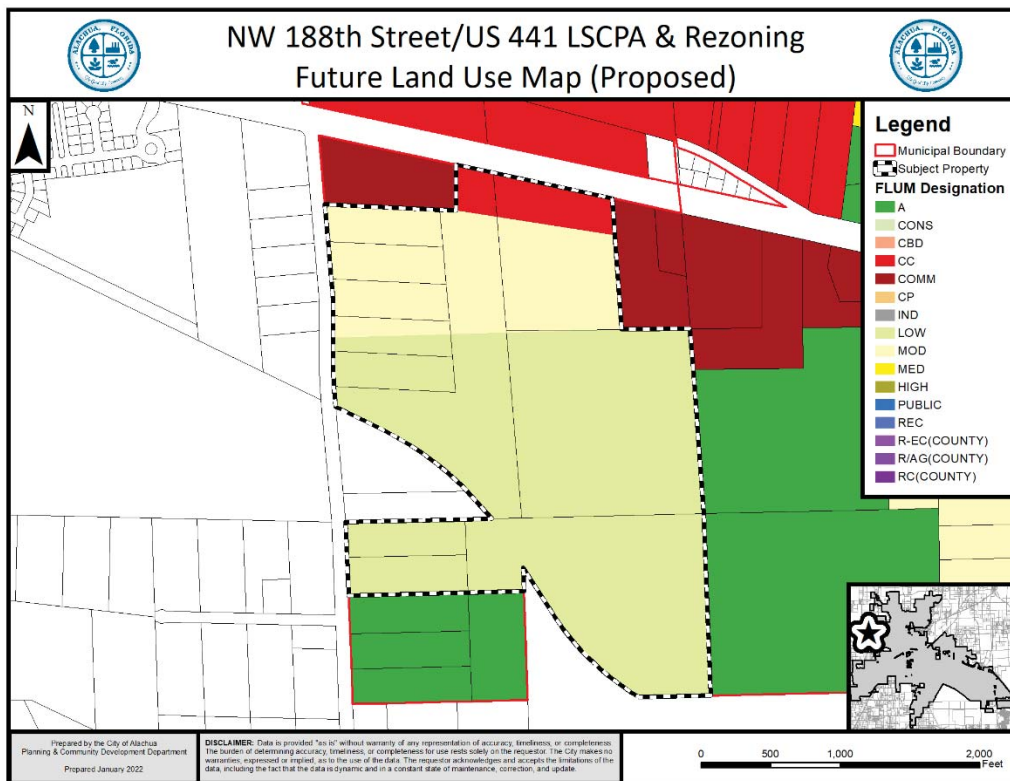 ALACHUA, FLORIDA
NW 188th Street/US 441 LSCPA & Rezoning
Future Land Use Map (Proposed)
ALACHUA, FLORIDA
N
Legend
Municipal Boundary
Subject Property
FLUM Designation
A
CONS
CBD
CC
COMM
CP
IND
LOW
MOD
MED
HIGH
PUBLIC
REC
R-EC(COUNTY)
R/AG(COUNTY)
RC(COUNTY)
Prepared by the City of Alachua
Planning & Community Development Department
Prepared January 2022
DISCLAIMER: Data is provided "as is" without warranty of any representation of accuracy, timeliness, or completeness.
The burden of determining accuracy, timeliness, or completeness for use rests solely on the requestor. The City makes no
warranties, expressed or implied, as to the use of the data. The requestor acknowledges and accepts the limitations of the
data, including the fact that the data is dynamic and in a constant state of maintenance, correction, and update.
0 500 1,000 2,000
Feet